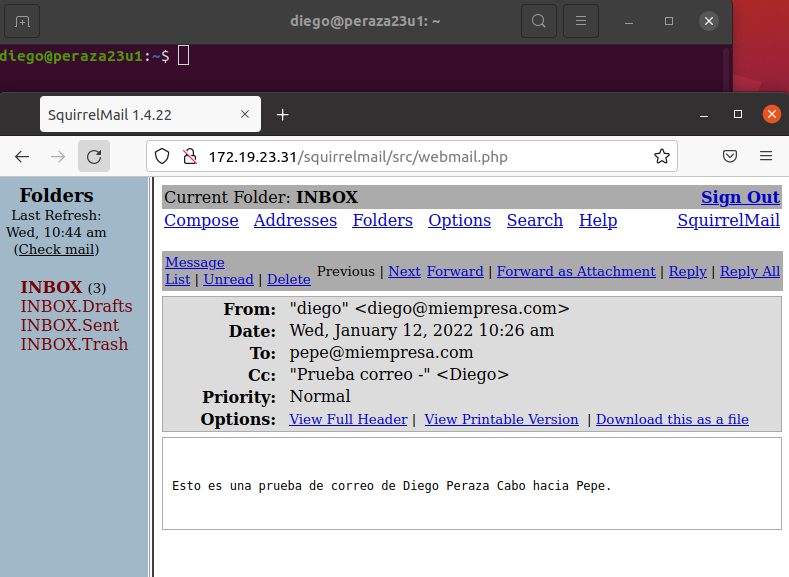 diego@peraza23u1: ~
diego@peraza23u1:~$
SquirrelMail 1.4.22
172.19.23.31/squirrelmail/src/webmail.php
Folders
Last Refresh:
Wed, 10:44 am
(Check mail)
INBOX (3)
INBOX.Drafts
INBOX.Sent
INBOX.Trash
Current Folder: INBOX Sign Out
Compose Addresses Folders Options Search Help SquirrelMail
Message
List | Unread | Delete Previous | Next Forward | Forward as Attachment | Reply | Reply All
From: "diego" <diego@miempresa.com>
Date: Wed, January 12, 2022 10:26 am
To: pepe@miempresa.com
Cc: "Prueba correo -" <Diego>
Priority: Normal
Options: View Full Header | View Printable Version | Download this as a file
Esto es una prueba de correo de Diego Peraza Cabo hacia Pepe.